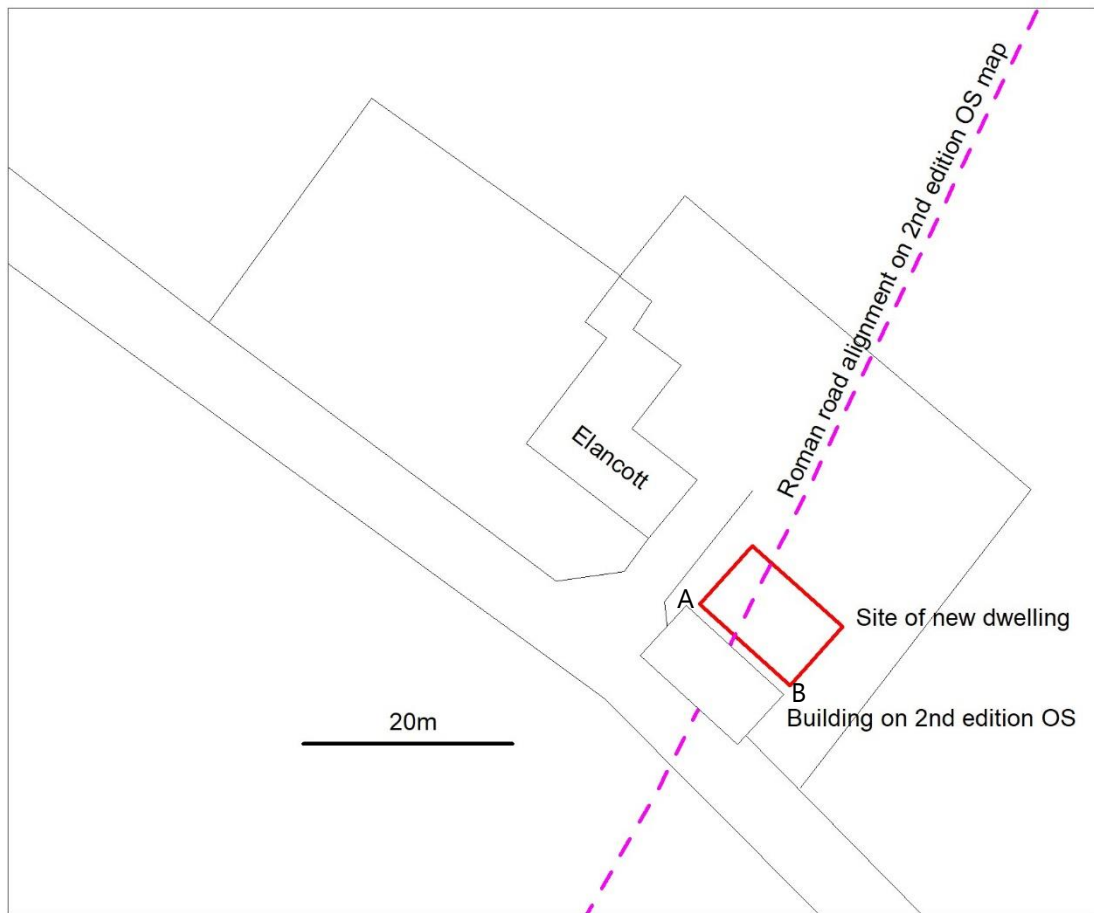 Roman road alignment on 2nd edition OS map
Elancott
A
Site of new dwelling
B
Building on 2nd edition OS
20m